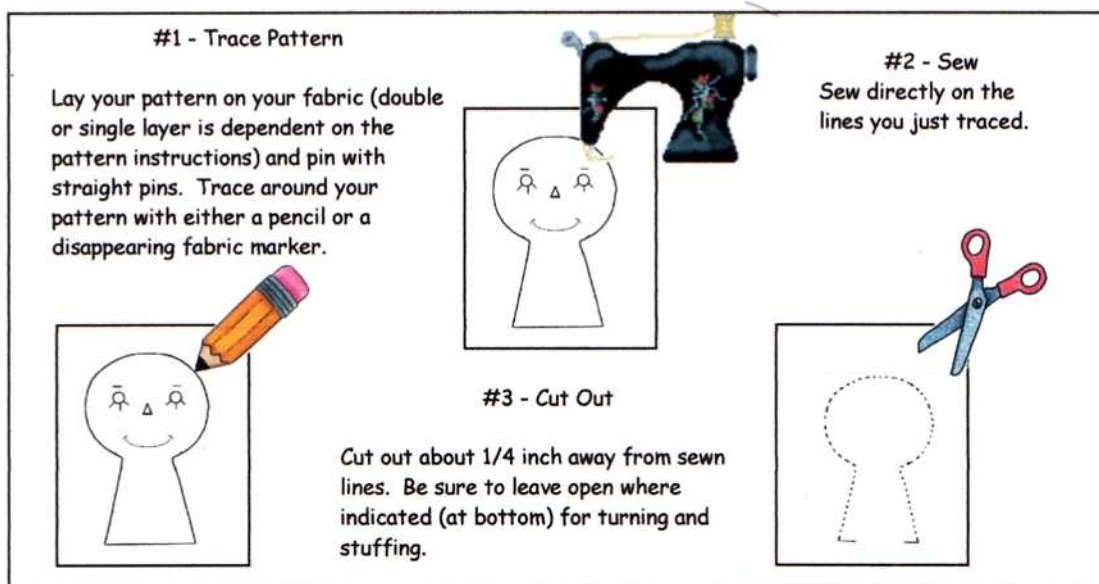 #1 - Trace Pattern
Lay your pattern on your fabric (double
or single layer is dependent on the
pattern instructions) and pin with
straight pins. Trace around your
pattern with either a pencil or a
disappearing fabric marker.
#2 - Sew
Sew directly on the
lines you just traced.
#3 - Cut Out
Cut out about 1/4 inch away from sewn
lines. Be sure to leave open where
indicated (at bottom) for turning and
stuffing.